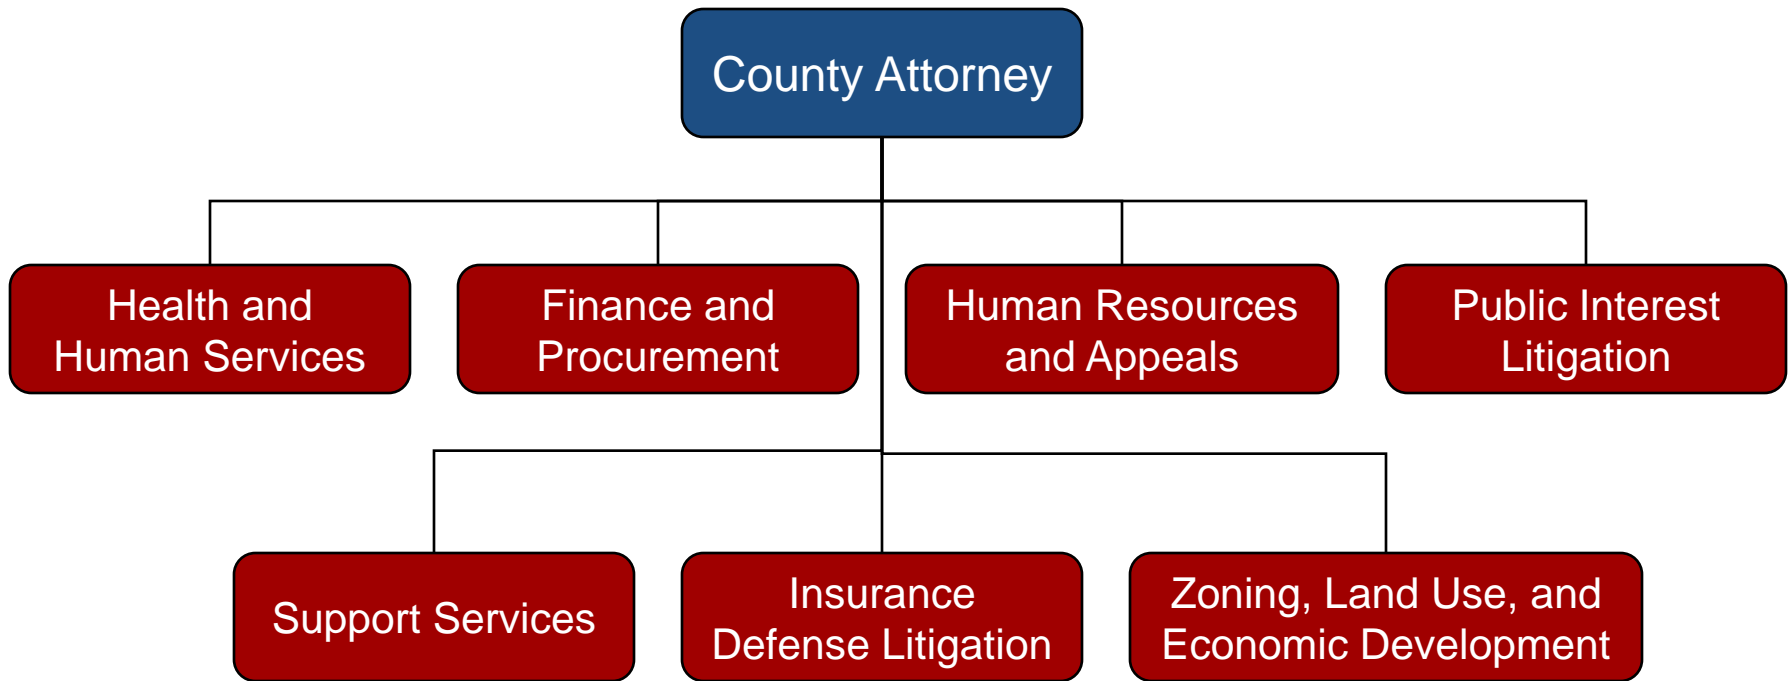 County Attorney
Health and
Human Services
Finance and
Procurement
Human Resources
and Appeals
Public Interest
Litigation
Support Services
Insurance
Defense Litigation
Zoning, Land Use, and
Economic Development